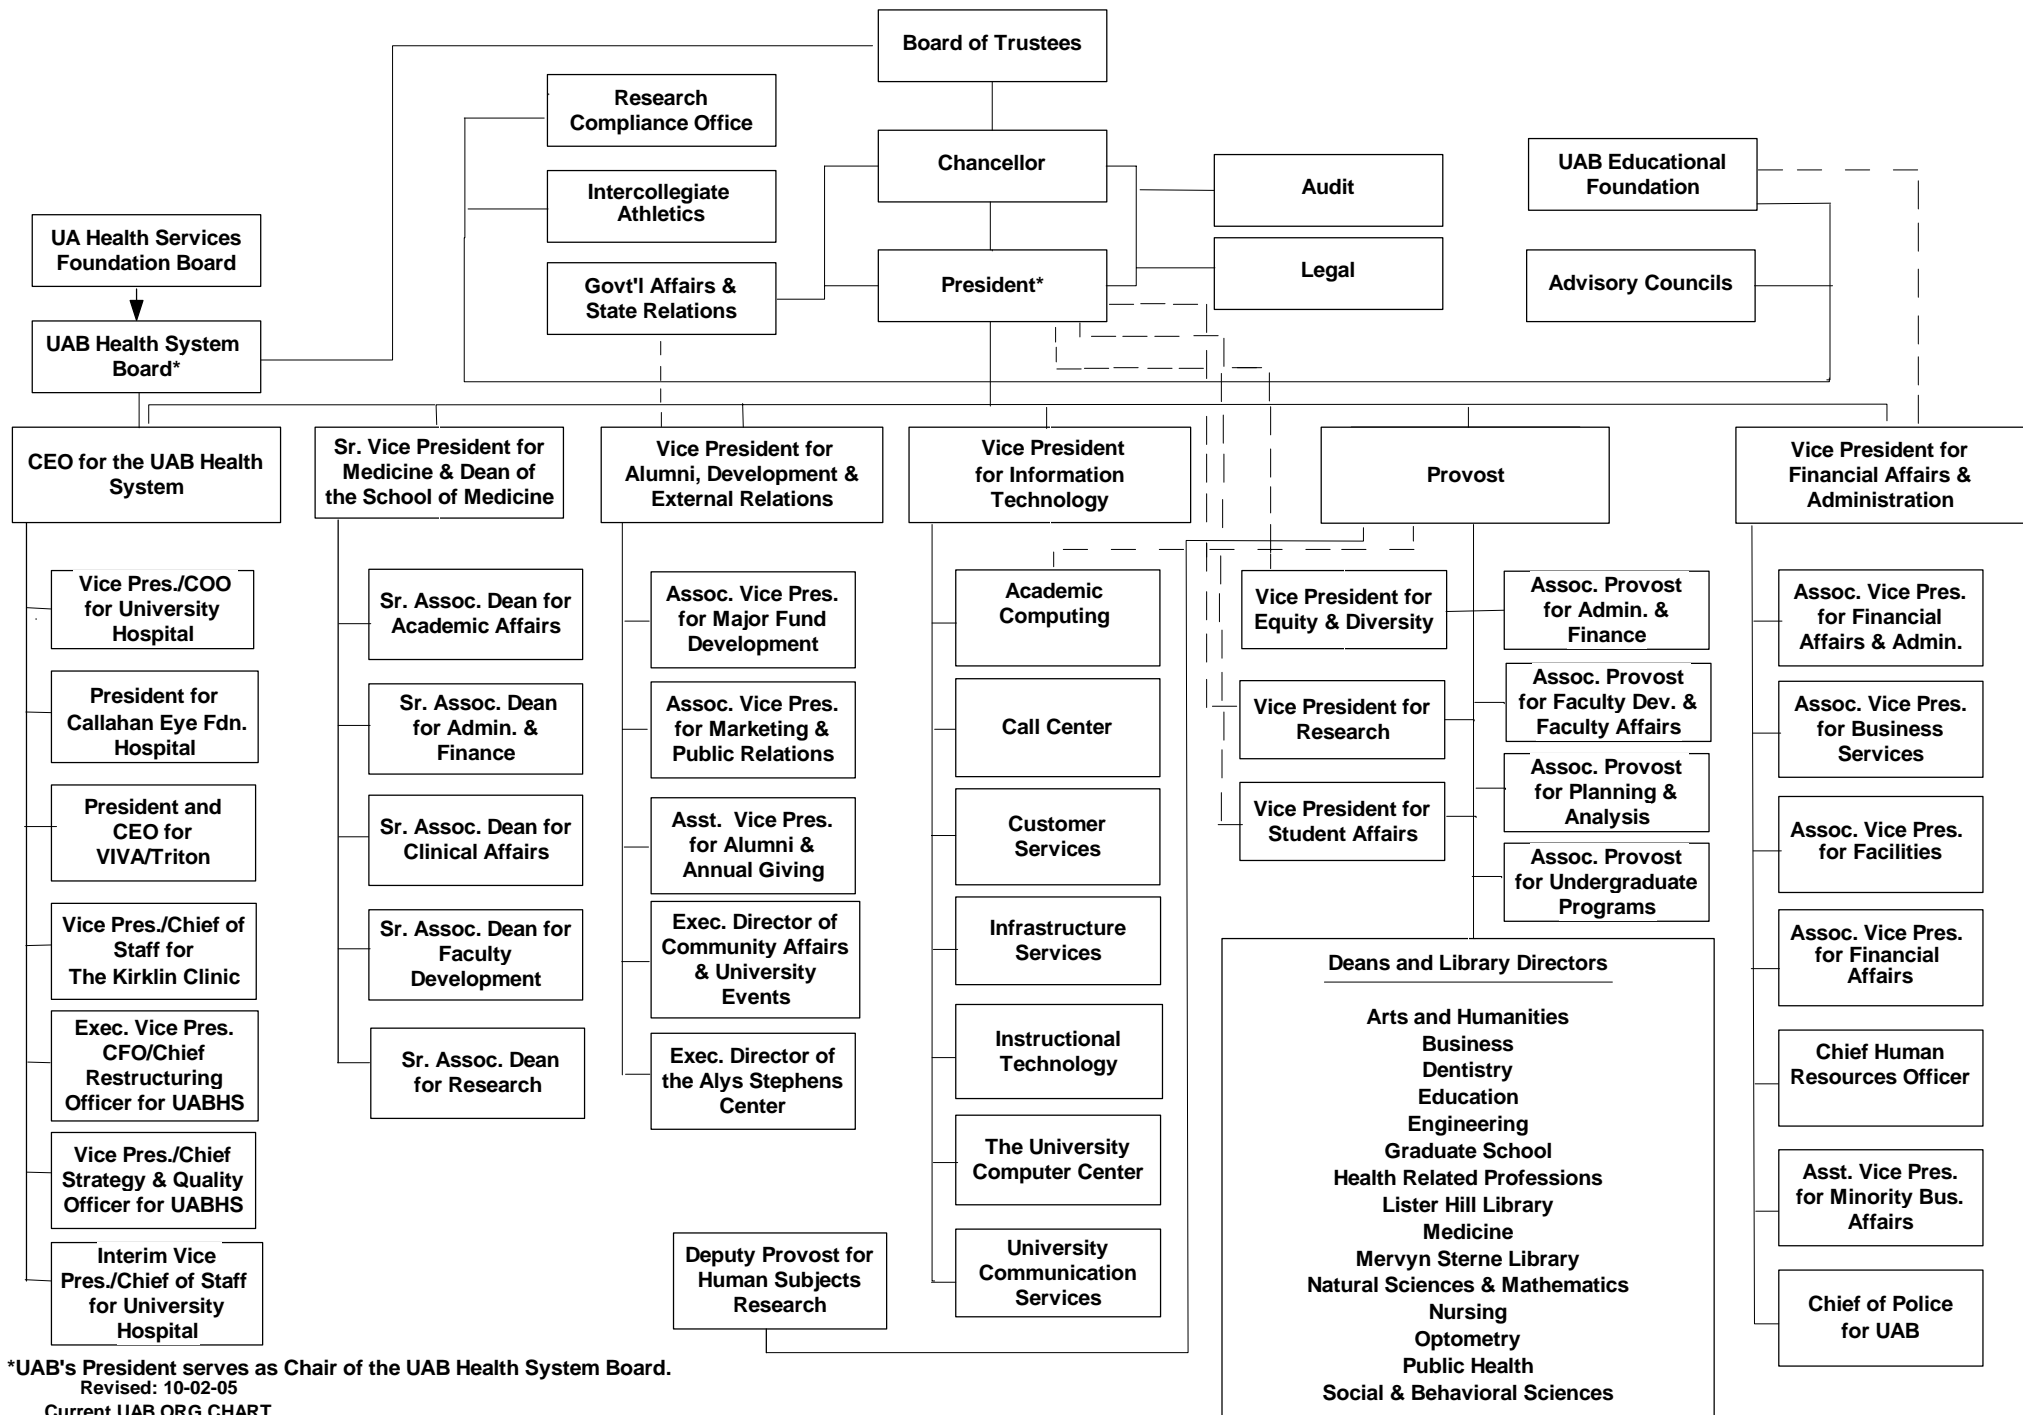 Board of Trustees
Research
Compliance Office
Chancellor
UAB Educational
Foundation
Intercollegiate
Athletics
Audit
UA Health Services
Foundation Board
Govt'l Affairs &
State Relations
President*
Legal
Advisory Councils
UAB Health System
Board*
CEO for the UAB Health
System
Sr. Vice President for
Medicine & Dean of
the School of Medicine
Vice President for
Alumni, Development &
External Relations
Vice President
for Information
Technology
Provost
Vice President for
Financial Affairs &
Administration
Vice Pres./COO
for University
Hospital
President for
Callahan Eye Fdn.
Hospital
President and
CEO for
VIVA/Triton
Vice Pres./Chief of
Staff for
The Kirklin Clinic
Exec. Vice Pres.
CFO/Chief
Restructuring
Officer for UABHS
Vice Pres./Chief
Strategy & Quality
Officer for UABHS
Interim Vice
Pres./Chief of Staff
for University
Hospital
Sr. Assoc. Dean for
Academic Affairs
Sr. Assoc. Dean
for Admin. &
Finance
Sr. Assoc. Dean for
Clinical Affairs
Sr. Assoc. Dean for
Faculty
Development
Sr. Assoc. Dean
for Research
Assoc. Vice Pres.
for Major Fund
Development
Assoc. Vice Pres.
for Marketing &
Public Relations
Asst. Vice Pres.
for Alumni &
Annual Giving
Exec. Director of
Community Affairs
& University
Events
Exec. Director of
the Alys Stephens
Center
Deputy Provost for
Human Subjects
Research
Academic
Computing
Call Center
Customer
Services
Infrastructure
Services
Instructional
Technology
The University
Computer Center
University
Communication
Services
Vice President for
Equity & Diversity
Vice President for
Research
Vice President for
Student Affairs
Assoc. Provost
for Admin. &
Finance
Assoc. Provost
for Faculty Dev. &
Faculty Affairs
Assoc. Provost
for Planning &
Analysis
Assoc. Provost
for Undergraduate
Programs
Deans and Library Directors
Arts and Humanities
Business
Dentistry
Education
Engineering
Graduate School
Health Related Professions
Lister Hill Library
Medicine
Mervyn Sterne Library
Natural Sciences & Mathematics
Nursing
Optometry
Public Health
Social & Behavioral Sciences
Assoc. Vice Pres.
for Financial
Affairs & Admin.
Assoc. Vice Pres.
for Business
Services
Assoc. Vice Pres.
for Facilities
Assoc. Vice Pres.
for Financial
Affairs
Chief Human
Resources Officer
Asst. Vice Pres.
for Minority Bus.
Affairs
Chief of Police
for UAB
*UAB's President serves as Chair of the UAB Health System Board.
Revised: 10-02-05
Current UAB ORG CHART